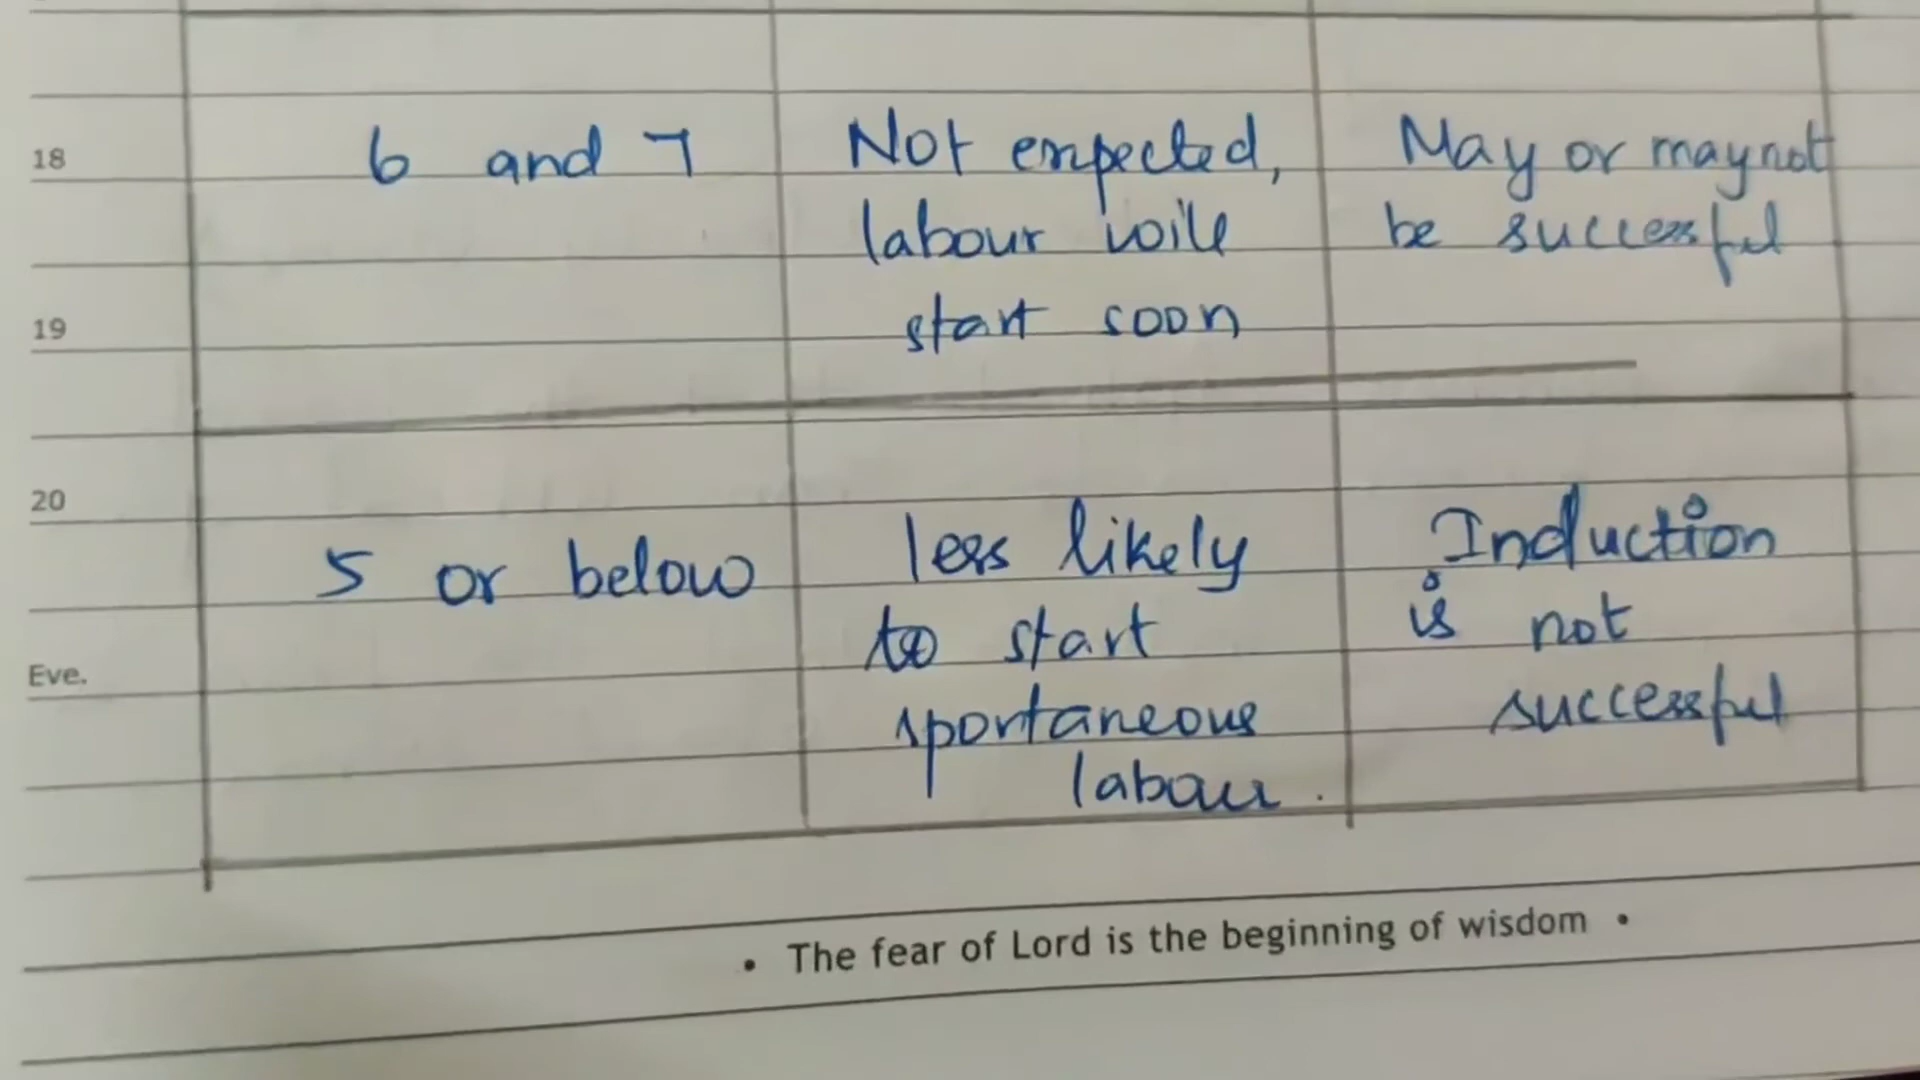 18
6 and 7
Not expected,
labour will
start soon
May or may not
be successful
19
20
5 or below
less likely
to start
spontaneous
labour.
Induction
is not
successful
Eve.
• The fear of Lord is the beginning of wisdom •